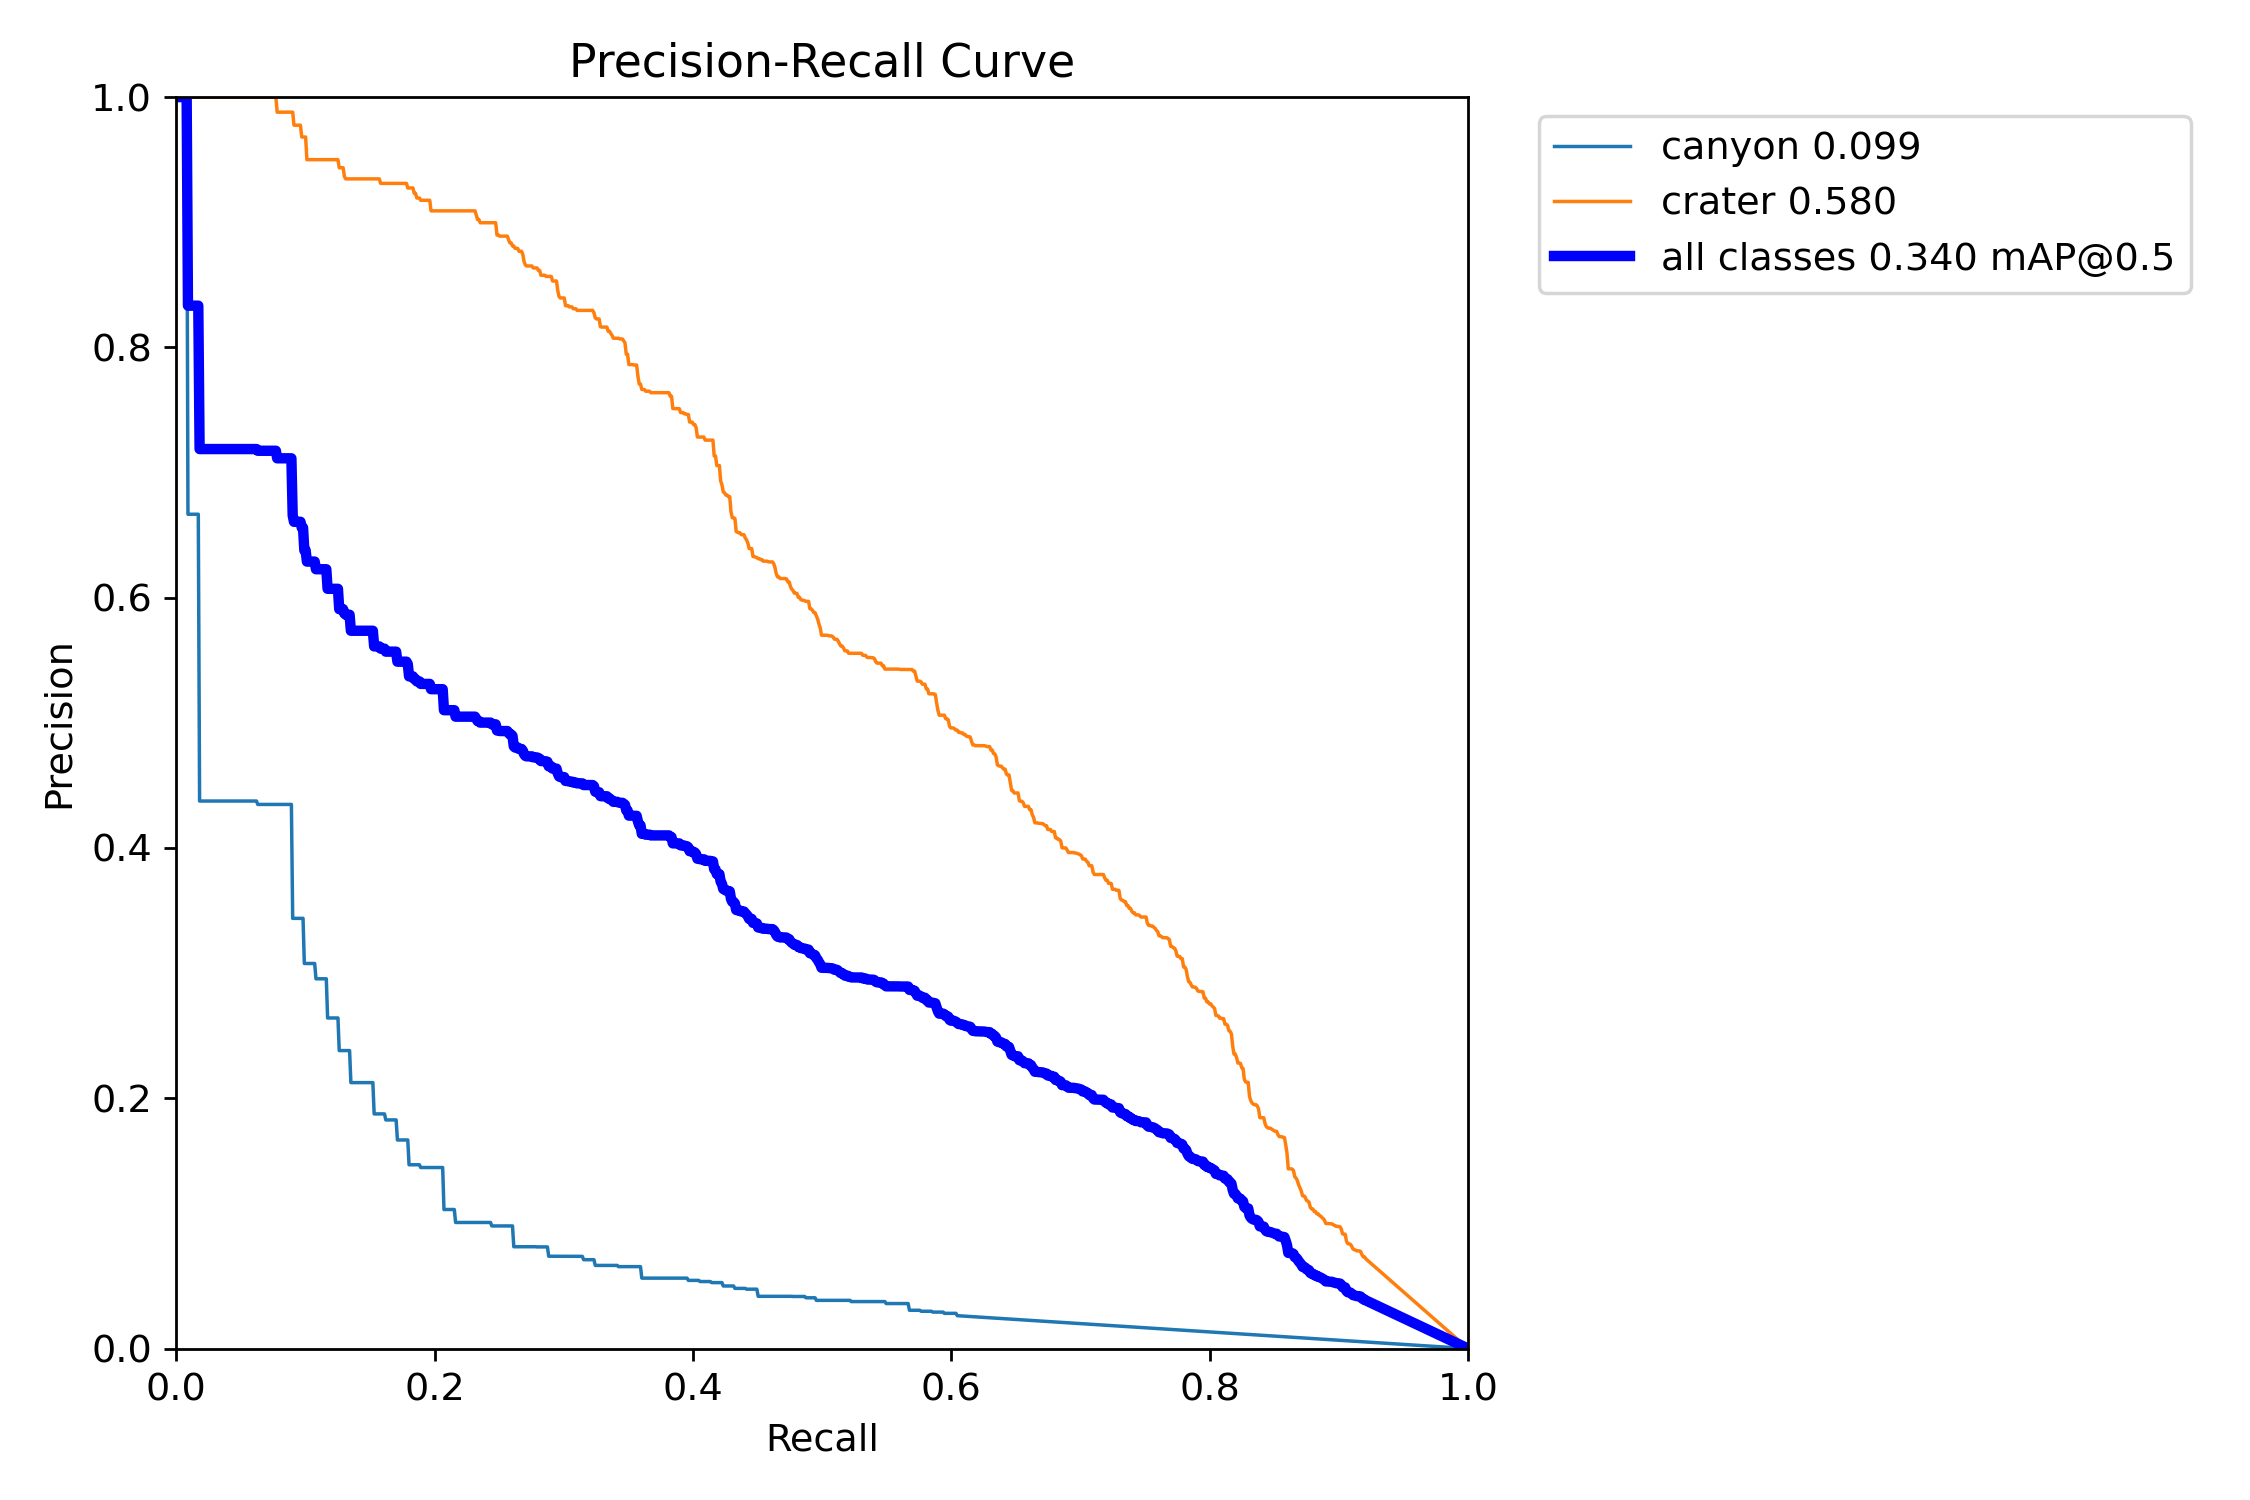 Precision-Recall Curve
1.0
0.8
0.6
0.4
0.2
0.0
Precision
0.0 0.2 0.4 0.6 0.8 1.0
Recall
canyon 0.099
crater 0.580
all classes 0.340 mAP@0.5